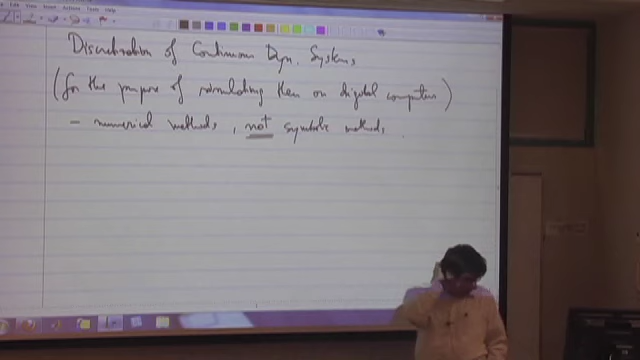 Discretization of Continuous Dyn. Systems
(for the purpose of simulating them on digital computers)
- numerical methods, not symbolic methods